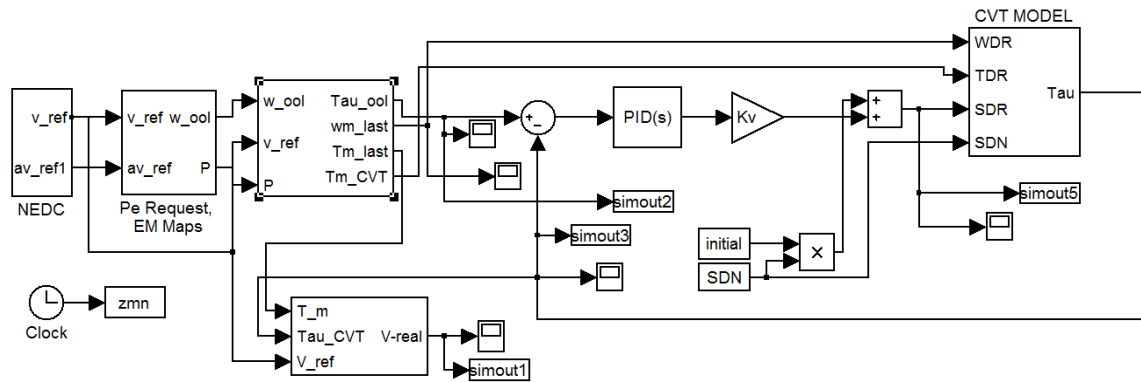 CVT MODEL
WDR
TDR
SDR
SDN
Tau
v_ref
av_ref1
NEDC
v_ref
w_ool
av_ref
P
Pe Request,
EM Maps
w_ool
v_ref
P
Tau_ool
wm_last
Tm_last
Tm_CVT
+
−
PID(s)
Kv
+
+
simout2
simout3
simout5
initial
SDN
×
Clock
zmn
T_m
Tau_CVT
V_ref
V-real
simout1